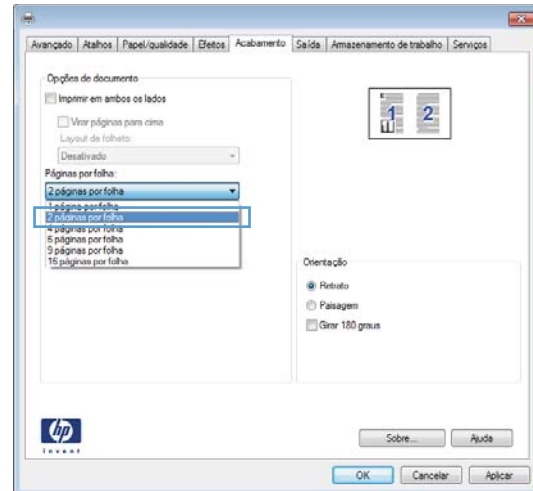 Avançado Atalhos Papel/qualidade Efeitos Acabamento Saída Armazenamento de trabalho Serviços
Opções de documento
Imprimir em ambos os lados
Virar páginas para cima
Layout de folheto:
Desativado
Páginas por folha:
2 páginas por folha
1 página por folha
2 páginas por folha
4 páginas por folha
6 páginas por folha
9 páginas por folha
16 páginas por folha
1 2
Orientação
Retrato
Paisagem
Girar 180 graus
hp
invent
Sobre... Ajuda
OK Cancelar Aplicar